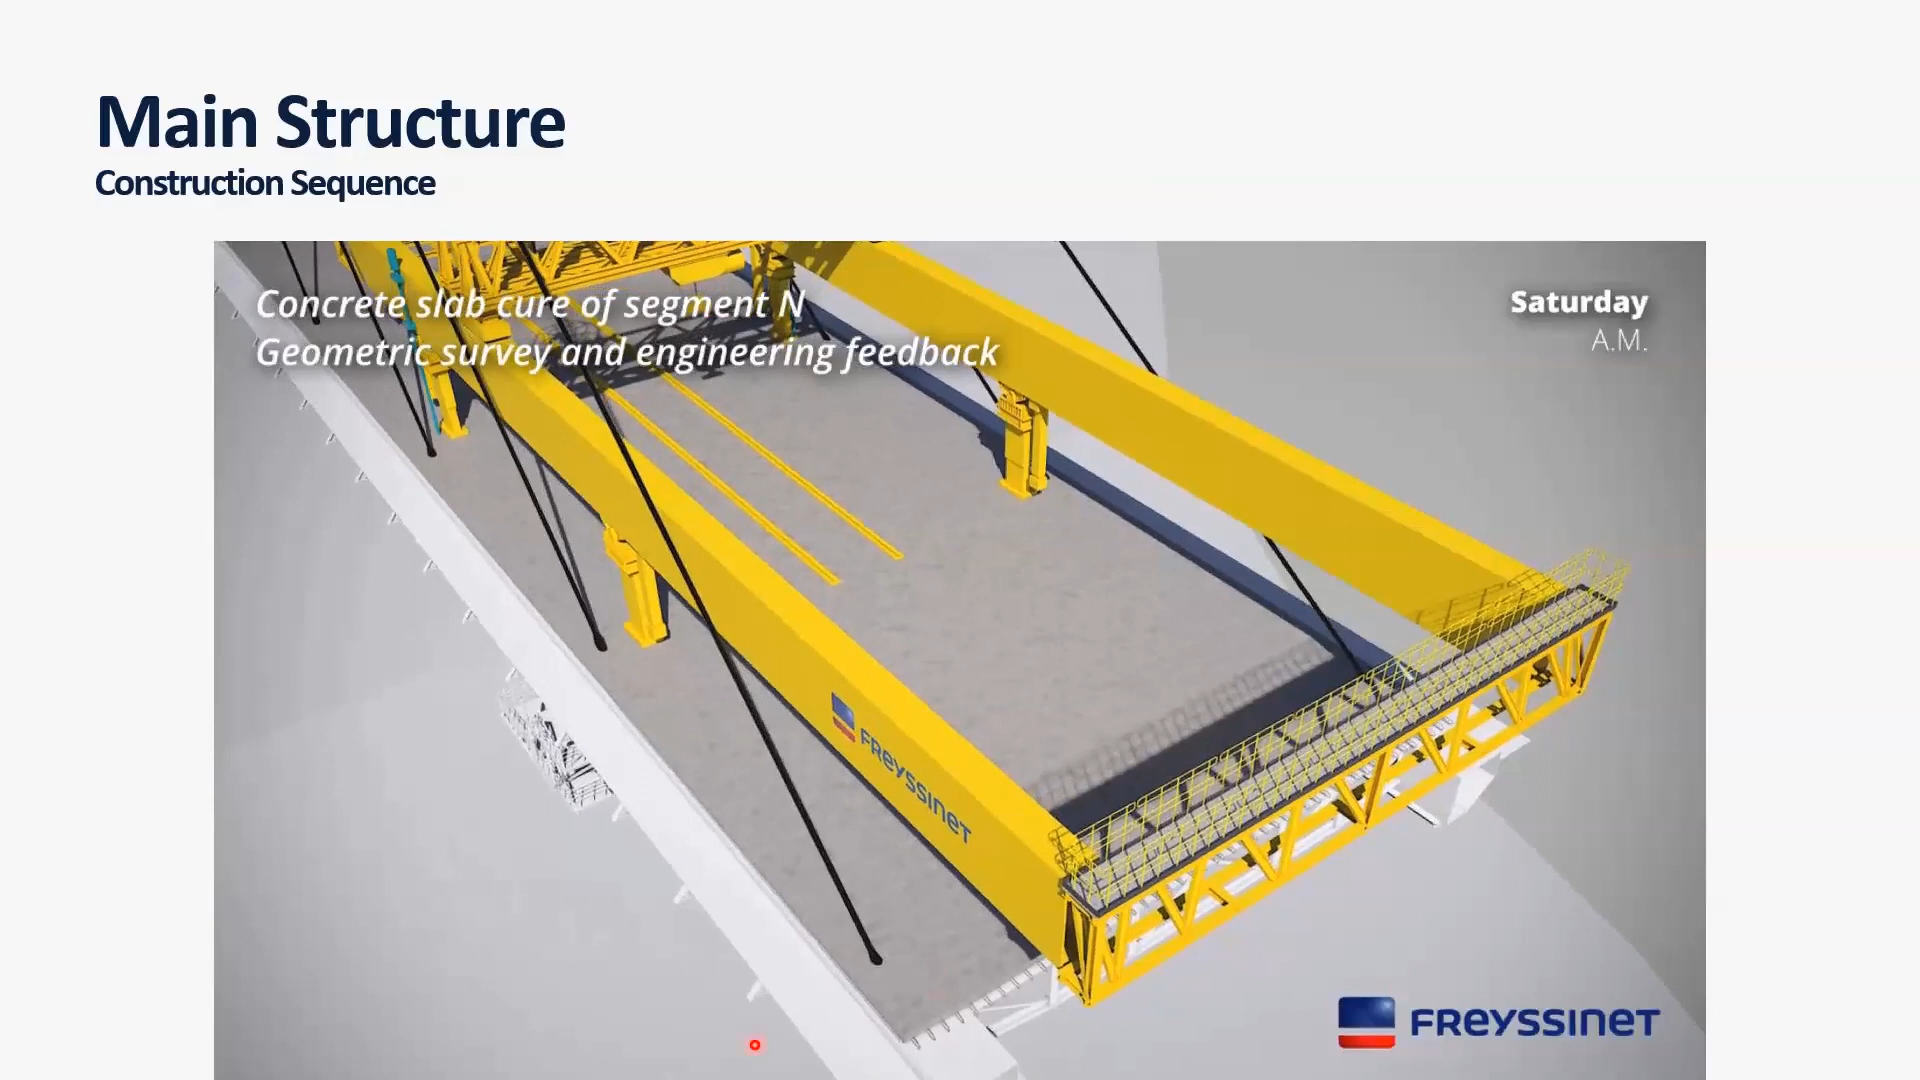 Main Structure
Construction Sequence
Concrete slab cure of segment N
Geometric survey and engineering feedback
Saturday
A.M.
FREYSSINET
FREYSSINET